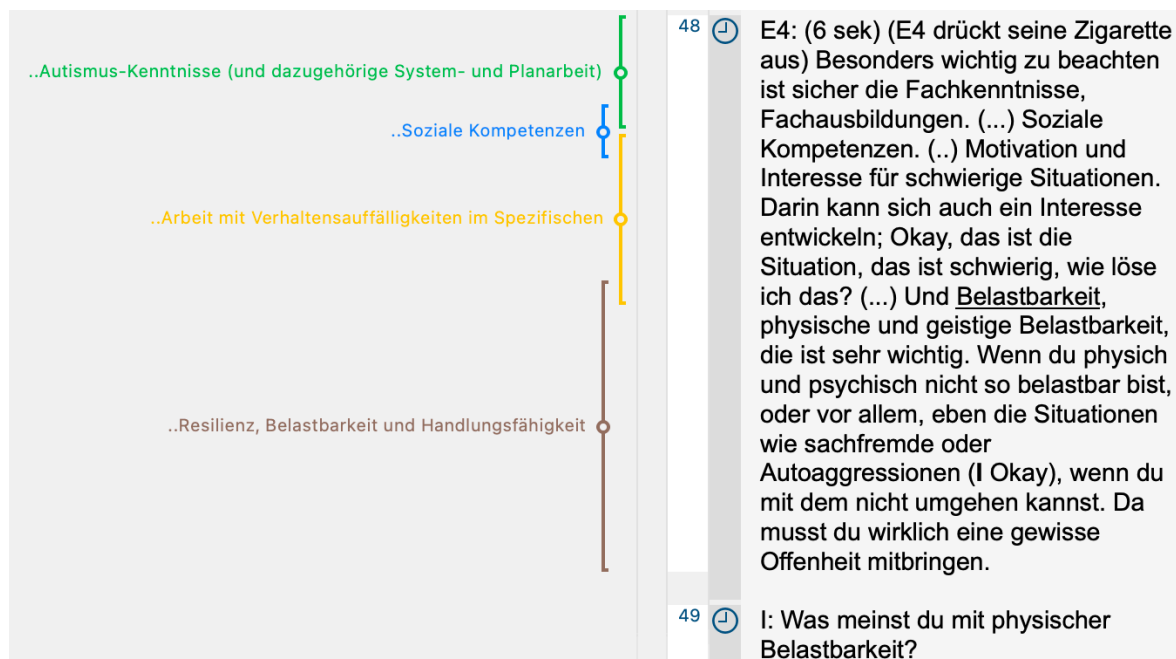 ..Autismus-Kenntnisse (und dazugehörige System- und Planarbeit)
..Soziale Kompetenzen
..Arbeit mit Verhaltensauffälligkeiten im Spezifischen
..Resilienz, Belastbarkeit und Handlungsfähigkeit
48
E4: (6 sek) (E4 drückt seine Zigarette
aus) Besonders wichtig zu beachten
ist sicher die Fachkenntnisse,
Fachausbildungen. (...) Soziale
Kompetenzen. (..) Motivation und
Interesse für schwierige Situationen.
Darin kann sich auch ein Interesse
entwickeln; Okay, das ist die
Situation, das ist schwierig, wie löse
ich das? (...) Und Belastbarkeit,
physische und geistige Belastbarkeit,
die ist sehr wichtig. Wenn du physich
und psychisch nicht so belastbar bist,
oder vor allem, eben die Situationen
wie sachfremde oder
Autoaggressionen (I Okay), wenn du
mit dem nicht umgehen kannst. Da
musst du wirklich eine gewisse
Offenheit mitbringen.
49
I: Was meinst du mit physischer
Belastbarkeit?